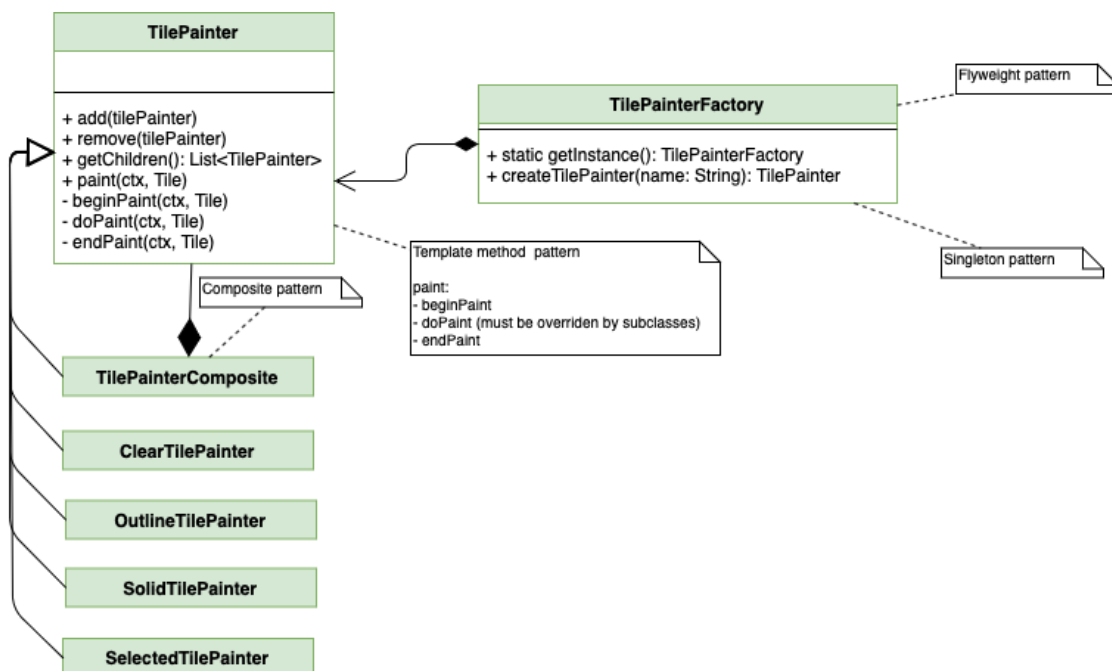 TilePainter
+ add(tilePainter)
+ remove(tilePainter)
+ getChildren(): List<TilePainter>
+ paint(ctx, Tile)
- beginPaint(ctx, Tile)
- doPaint(ctx, Tile)
- endPaint(ctx, Tile)
Flyweight pattern
TilePainterFactory
+ static getInstance(): TilePainterFactory
+ createTilePainter(name: String): TilePainter
Singleton pattern
Template method  pattern
paint:
- beginPaint
- doPaint (must be overriden by subclasses)
- endPaint
Composite pattern
TilePainterComposite
ClearTilePainter
OutlineTilePainter
SolidTilePainter
SelectedTilePainter